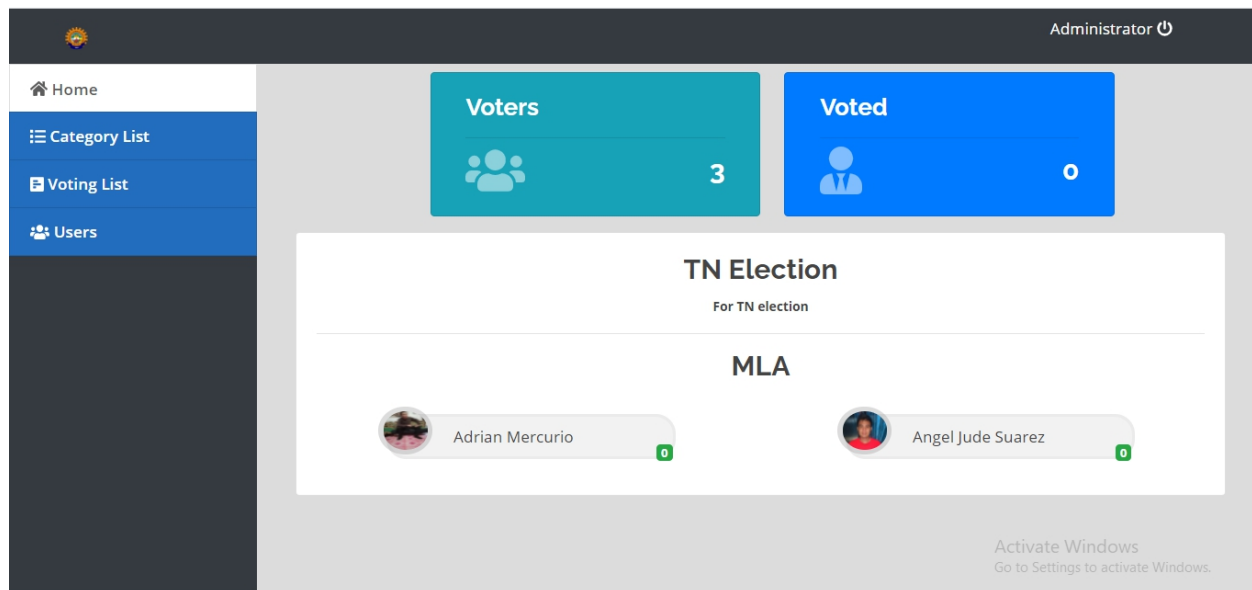 Administrator
Home
Category List
Voting List
Users
Voters
3
Voted
0
TN Election
For TN election
MLA
Adrian Mercurio
0
Angel Jude Suarez
0
Activate Windows
Go to Settings to activate Windows.